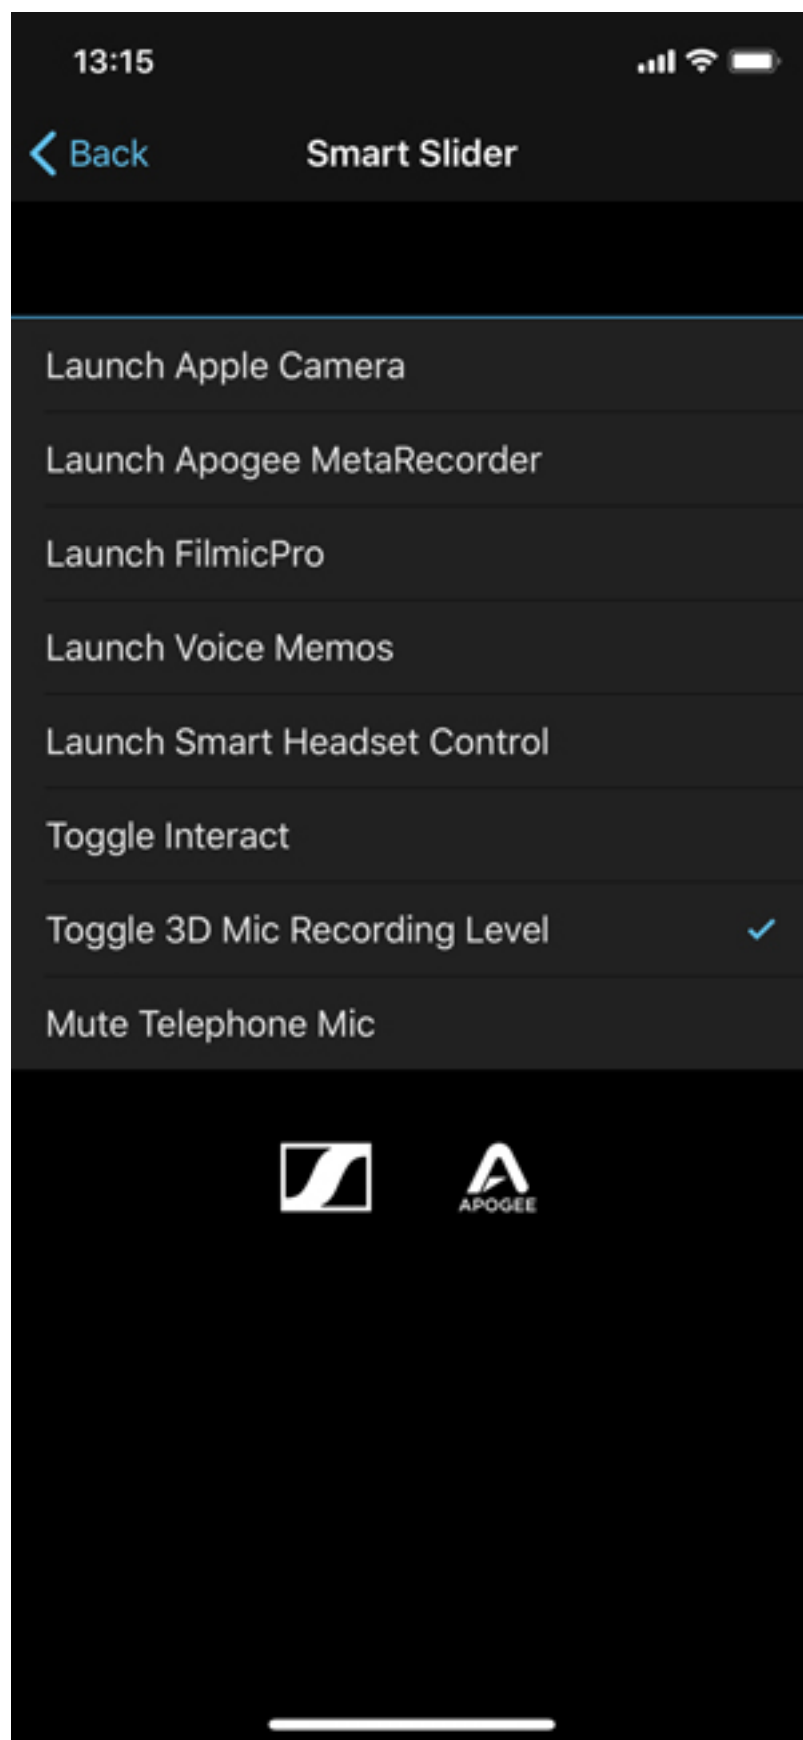 13:15
Back
Smart Slider
Launch Apple Camera
Launch Apogee MetaRecorder
Launch FilmicPro
Launch Voice Memos
Launch Smart Headset Control
Toggle Interact
Toggle 3D Mic Recording Level
Mute Telephone Mic
APOGEE